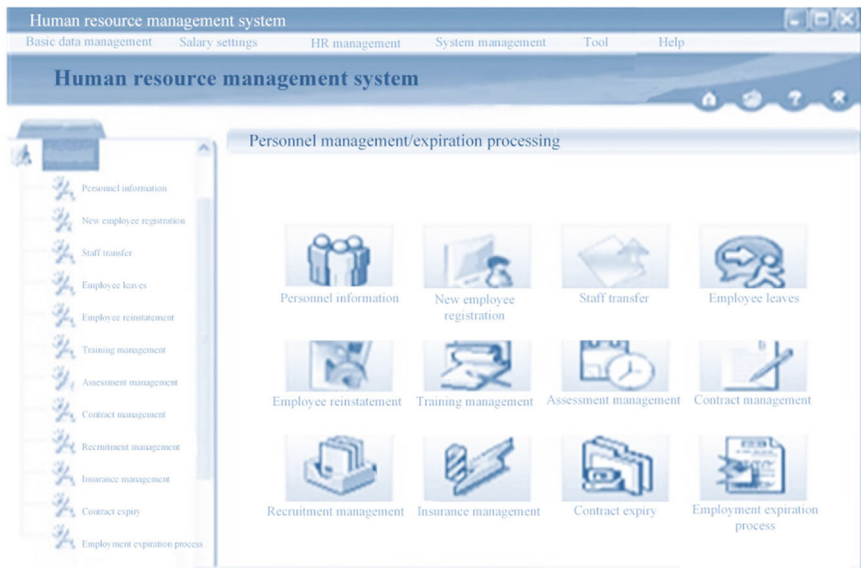 Human resource management system
Basic data management Salary settings HR management System management Tool Help
Human resource management system
Personnel management/expiration processing
Personnel information
New employee registration
Staff transfer
Employee leaves
Employee reinstatement
Training management
Assessment management
Contract management
Recruitment management
Insurance management
Contract expiry
Employment expiration process
Personnel information
New employee
registration
Staff transfer
Employee leaves
Employee reinstatement
Training management
Assessment management
Contract management
Recruitment management
Insurance management
Contract expiry
Employment expiration
process